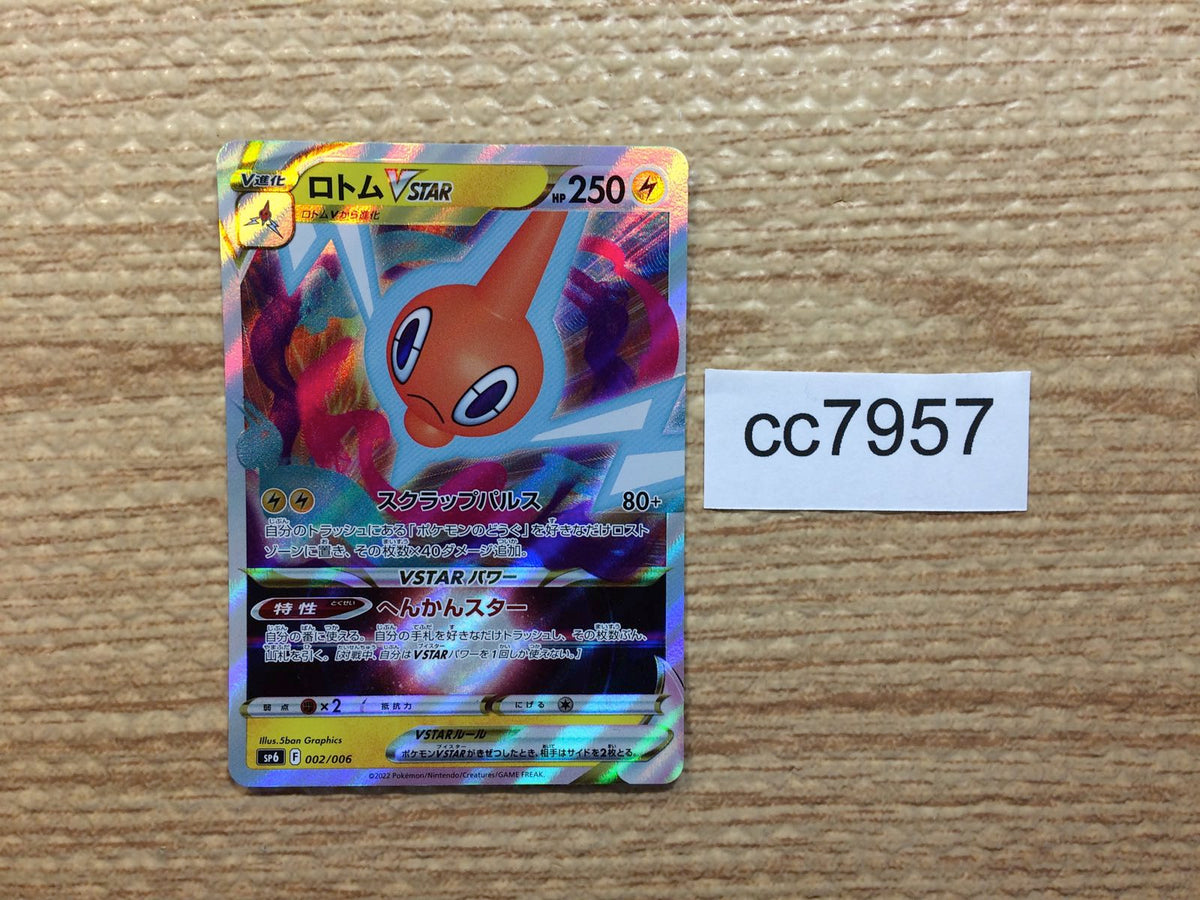 V進化
ロトムVSTAR
HP 250
ロトムVから進化
cc7957
スクラップパルス 80+
自分のトラッシュにある「ポケモンのどうぐ」を好きなだけロスト
ゾーンに置き、その枚数×40ダメージ追加。
VSTARパワー
特性 へんかんスター
自分の番に使える。自分の手札を好きなだけトラッシュし、その枚数ぶん、
山札を引く。[対戦中、自分はVSTARパワーを1回しか使えない。]
弱点 ×2 抵抗力 にげる
Illus.5ban Graphics
VSTARルール
ポケモンVSTARがきぜつしたとき、相手はサイドを2枚とる。
SP6 F 002/006
©2022 Pokémon/Nintendo/Creatures/GAME FREAK.